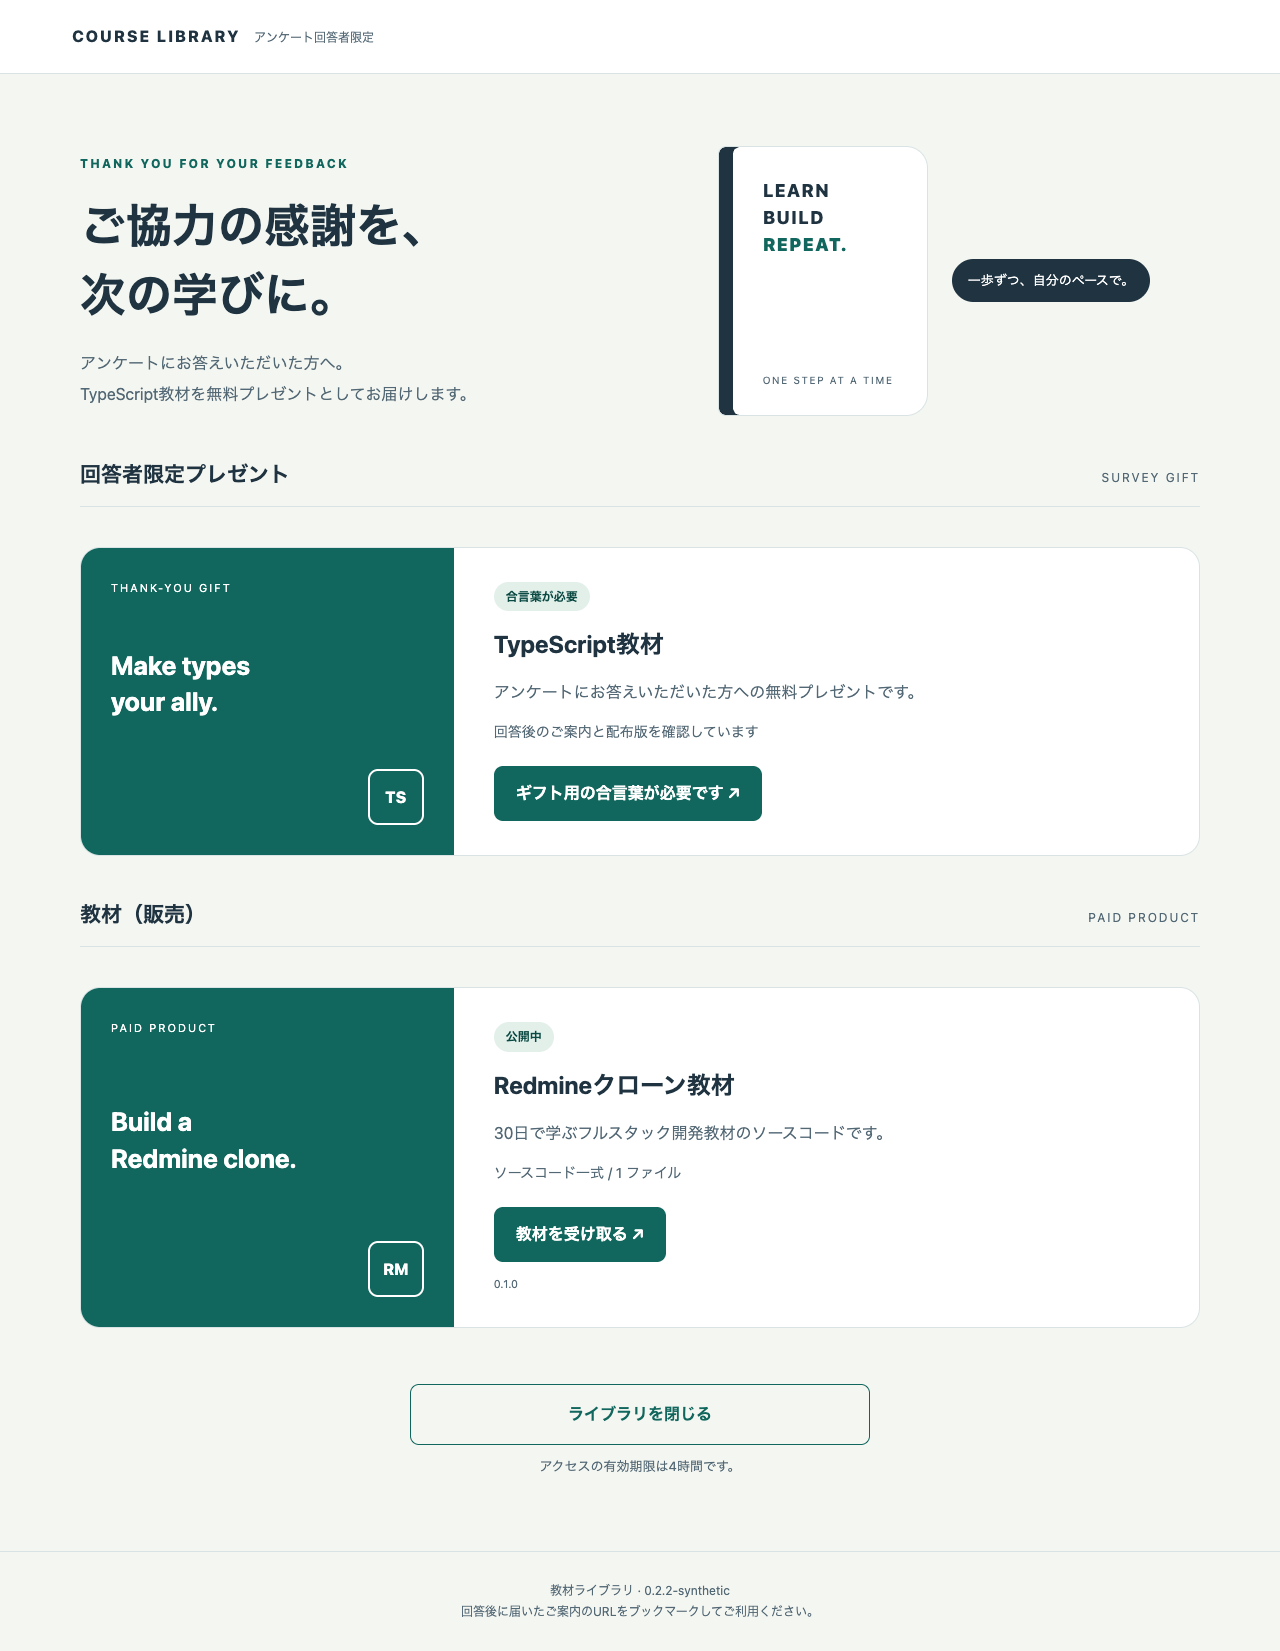 COURSE LIBRARY アンケート回答者限定
THANK YOU FOR YOUR FEEDBACK
ご協力の感謝を、
次の学びに。
アンケートにお答えいただいた方へ。
TypeScript教材を無料プレゼントとしてお届けします。
LEARN
BUILD
REPEAT.
ONE STEP AT A TIME
一歩ずつ、自分のペースで。
回答者限定プレゼント
SURVEY GIFT
THANK-YOU GIFT
Make types
your ally.
TS
合言葉が必要
TypeScript教材
アンケートにお答えいただいた方への無料プレゼントです。
回答後のご案内と配布版を確認しています
ギフト用の合言葉が必要です ↗
教材（販売）
PAID PRODUCT
PAID PRODUCT
Build a
Redmine clone.
RM
公開中
Redmineクローン教材
30日で学ぶフルスタック開発教材のソースコードです。
ソースコード一式 / 1 ファイル
教材を受け取る ↗
0.1.0
ライブラリを閉じる
アクセスの有効期限は4時間です。
教材ライブラリ · 0.2.2-synthetic
回答後に届いたご案内のURLをブックマークしてご利用ください。